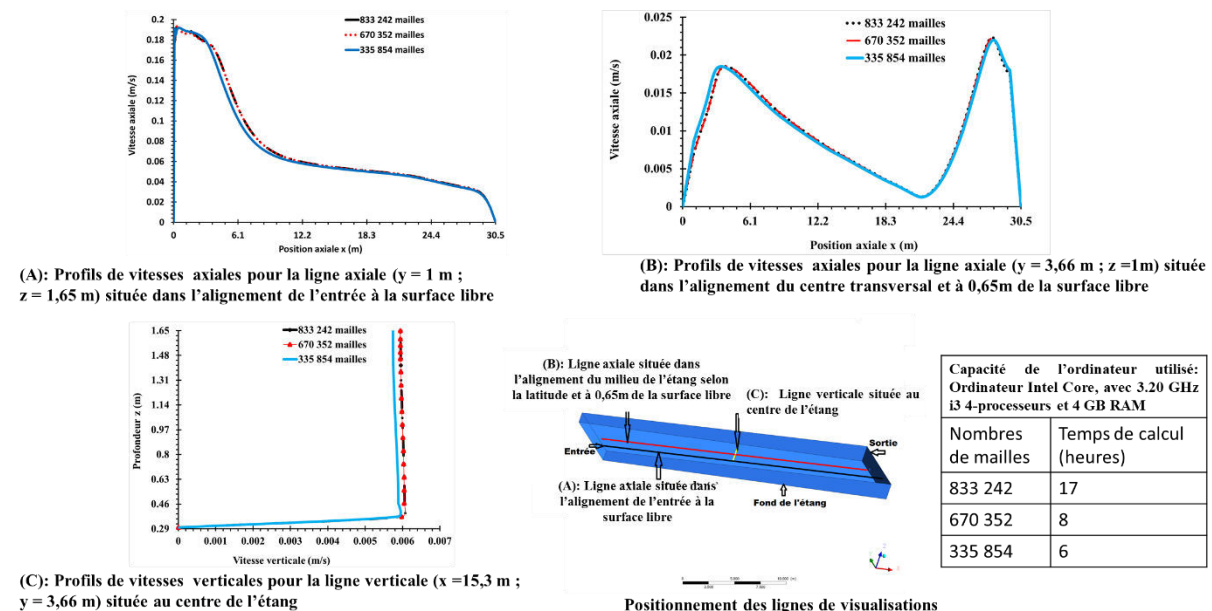 0.2
0.18
0.16
0.14
0.12
0.1
0.08
0.06
0.04
0.02
0
Vitesse axiale (m/s)
833 242 mailles
670 352 mailles
335 854 mailles
0 6.1 12.2 18.3 24.4 30.5
Position axiale x (m)
(A): Profils de vitesses axiales pour la ligne axiale (y = 1 m ;
z = 1,65 m) située dans l’alignement de l’entrée à la surface libre
0.025
0.02
0.015
0.01
0.005
0
Vitesse axiale (m/s)
833 242 mailles
670 352 mailles
335 854 mailles
0 6.1 12.2 18.3 24.4 30.5
Position axiale x (m)
(B): Profils de vitesses axiales pour la ligne axiale (y = 3,66 m ; z =1m) située
dans l’alignement du centre transversal et à 0,65m de la surface libre
1.65
1.48
1.31
1.14
0.97
0.8
0.63
0.46
0.29
Profondeur z (m)
833 242 mailles
670 352 mailles
335 854 mailles
0 0.001 0.002 0.003 0.004 0.005 0.006 0.007
Vitesse verticale (m/s)
(C): Profils de vitesses verticales pour la ligne verticale (x =15,3 m ;
y = 3,66 m) située au centre de l’étang
(B): Ligne axiale située dans
l’alignement du milieu de l’étang selon
la latitude et à 0,65m de la surface libre
(C): Ligne verticale située au
centre de l’étang
Entrée
Sortie
(A): Ligne axiale située dans
l’alignement de l’entrée à la
surface libre
Fond de l'étang
Positionnement des lignes de visualisations
Capacité de l’ordinateur utilisé:
Ordinateur Intel Core, avec 3.20 GHz
i3 4-processeurs et 4 GB RAM
Nombres de mailles
Temps de calcul (heures)
833 242 17
670 352 8
335 854 6